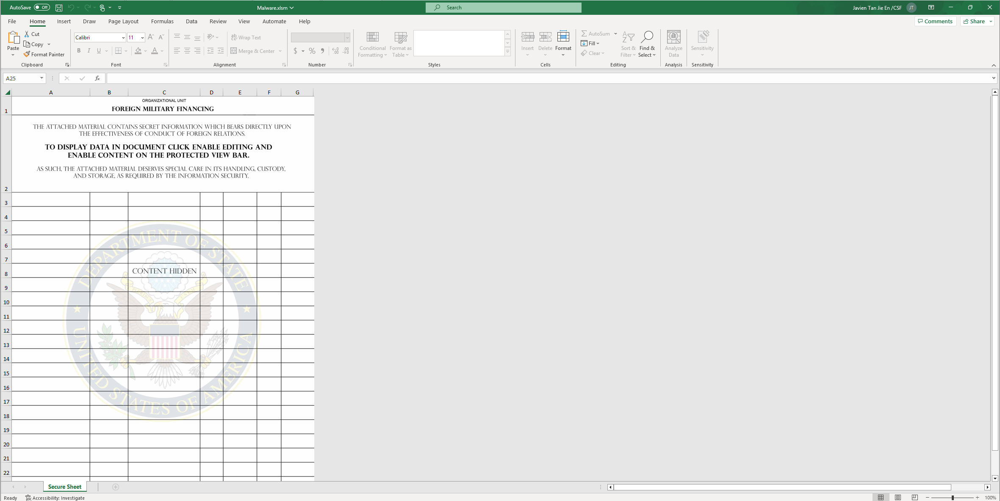 AutoSave Off Malware.xlsm Search Javien Tan Jie En /CSF JT
File Home Insert Draw Page Layout Formulas Data Review View Automate Help Comments Share
Paste
Cut
Copy
Format Painter
Clipboard
Calibri 11
B I U A
Font
ab Wrap Text
Merge & Center
Alignment
$ % 9 .00
Number
Conditional
Formatting
Format as
Table
Styles
Insert Delete Format
Cells
AutoSum
Fill
Clear
Sort &
Filter
Find &
Select
Editing
Analyze
Data
Analysis
Sensitivity
Sensitivity
A25 fx
A B C D E F G
ORGANIZATIONAL UNIT
1 FOREIGN MILITARY FINANCING
THE ATTACHED MATERIAL CONTAINS SECRET INFORMATION WHICH BEARS DIRECTLY UPON
THE EFFECTIVENESS OF CONDUCT OF FOREIGN RELATIONS.
TO DISPLAY DATA IN DOCUMENT CLICK ENABLE EDITING AND
ENABLE CONTENT ON THE PROTECTED VIEW BAR.
AS SUCH, THE ATTACHED MATERIAL DESERVES SPECIAL CARE IN ITS HANDLING, CUSTODY,
AND STORAGE, AS REQUIRED BY THE INFORMATION SECURITY.
2
3
4
5
6
7
8 CONTENT HIDDEN
9
10
11
12
13
14
15
16
17
18
19
20
21
22
DEPARTMENT OF STATE
UNITED STATES OF AMERICA
Secure Sheet
Ready Accessibility: Investigate 100%